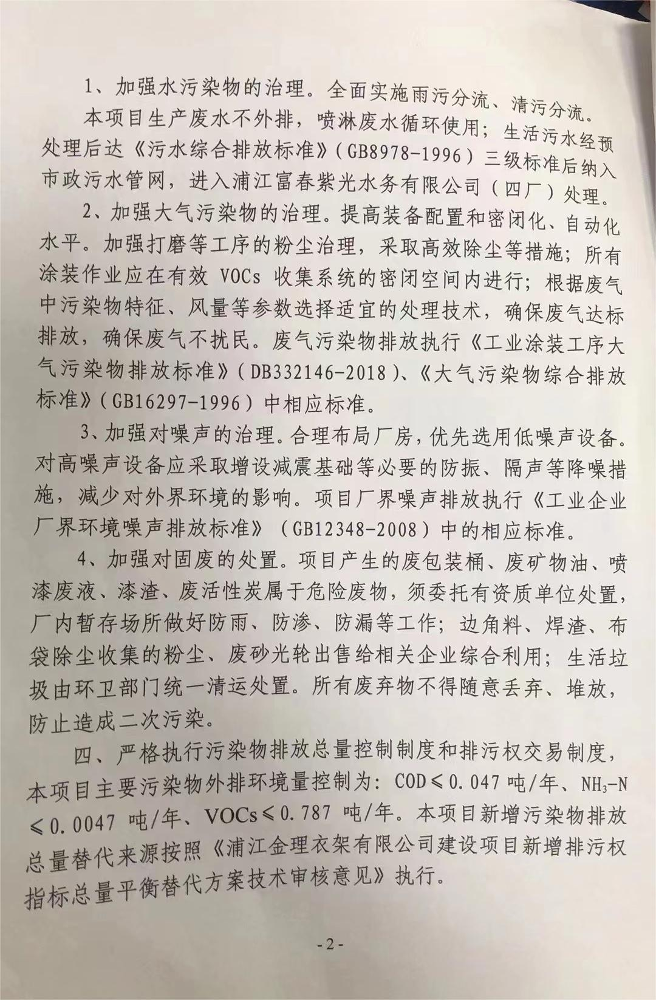 1、加强水污染物的治理。全面实施雨污分流、清污分流。
本项目生产废水不外排，喷淋废水循环使用；生活污水经预
处理后达《污水综合排放标准》（GB8978-1996）三级标准后纳入
市政污水管网，进入浦江富春紫光水务有限公司（四厂）处理。
2、加强大气污染物的治理。提高装备配置和密闭化、自动化
水平。加强打磨等工序的粉尘治理，采取高效除尘等措施；所有
涂装作业应在有效 VOCs 收集系统的密闭空间内进行；根据废气
中污染物特征、风量等参数选择适宜的处理技术，确保废气达标
排放，确保废气不扰民。废气污染物排放执行《工业涂装工序大
气污染物排放标准》（DB332146-2018）、《大气污染物综合排放
标准》（GB16297-1996）中相应标准。
3、加强对噪声的治理。合理布局厂房，优先选用低噪声设备。
对高噪声设备应采取增设减震基础等必要的防振、隔声等降噪措
施，减少对外界环境的影响。项目厂界噪声排放执行《工业企业
厂界环境噪声排放标准》（GB12348-2008）中的相应标准。
4、加强对固废的处置。项目产生的废包装桶、废矿物油、喷
漆废液、漆渣、废活性炭属于危险废物，须委托有资质单位处置，
厂内暂存场所做好防雨、防渗、防漏等工作；边角料、焊渣、布
袋除尘收集的粉尘、废砂光轮出售给相关企业综合利用；生活垃
圾由环卫部门统一清运处置。所有废弃物不得随意丢弃、堆放，
防止造成二次污染。
四、严格执行污染物排放总量控制制度和排污权交易制度，
本项目主要污染物外排环境量控制为：COD≤0.047 吨/年、NH₃-N
≤0.0047 吨/年、VOCs≤0.787 吨/年。本项目新增污染物排放
总量替代来源按照《浦江金理衣架有限公司建设项目新增排污权
指标总量平衡替代方案技术审核意见》执行。
-2-